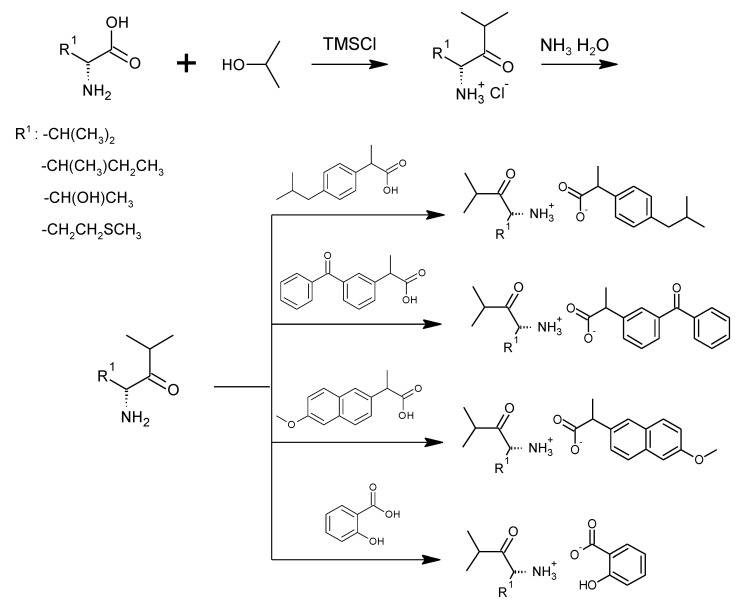 R¹ OH O NH₂ + HO TMSCl R¹ O NH₃⁺ Cl⁻ NH₃ H₂O
R¹ : -CH(CH₃)₂
-CH(CH₃)CH₂CH₃
-CH(OH)CH₃
-CH₂CH₂SCH₃
O OH
O R¹ NH₃⁺ O O⁻
O O OH
O R¹ NH₃⁺ O O⁻ O
R¹ O NH₂
O O OH
O R¹ NH₃⁺ O O⁻ O
O OH OH
O R¹ NH₃⁺ O O⁻ HO